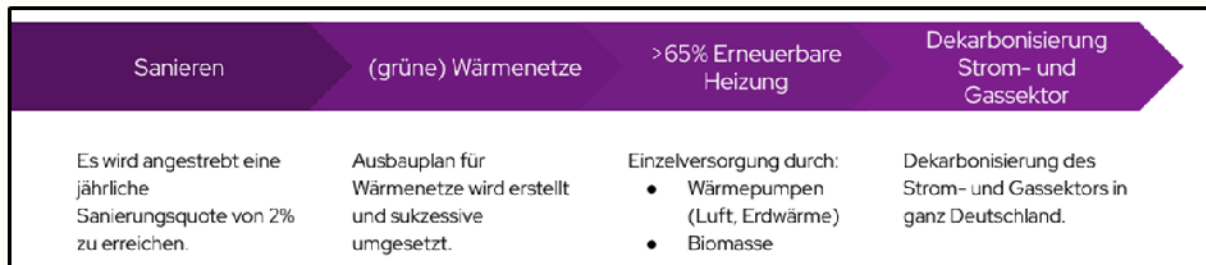 Sanieren
(grüne) Wärmenetze
>65% Erneuerbare
Heizung
Dekarbonisierung
Strom- und
Gassektor
Es wird angestrebt eine
jährliche
Sanierungsquote von 2%
zu erreichen.
Ausbauplan für
Wärmenetze wird erstellt
und sukzessive
umgesetzt.
Einzelversorgung durch:
● Wärmepumpen
(Luft, Erdwärme)
● Biomasse
Dekarbonisierung des
Strom- und Gassektors in
ganz Deutschland.